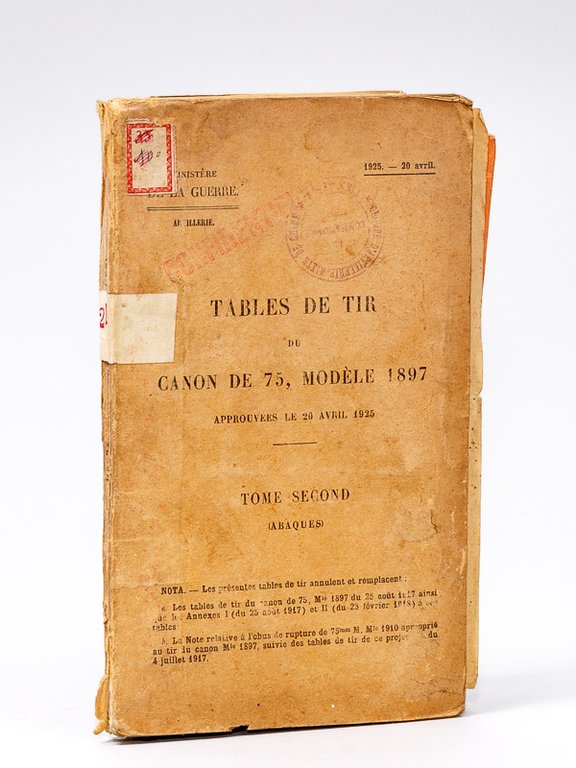 MINISTÈRE
DE LA GUERRE.
ARTILLERIE.
1925. — 20 avril.
CONFIDENTIEL
21
TABLES DE TIR
DU
CANON DE 75, MODÈLE 1897
APPROUVÉES LE 20 AVRIL 1925
TOME SECOND
(ABAQUES)
NOTA. — Les présentes tables de tir annulent et remplacent :
a. Les tables de tir du canon de 75, Mle 1897 du 25 août 1917 ainsi
que les Annexes I (du 25 août 1917) et II (du 23 février 1918) à ces
tables
b. La Note relative à l'obus de rupture de 75mm M. Mle 1910 approprié
au tir du canon Mle 1897, suivie des tables de tir de ce projectile du
4 juillet 1917.